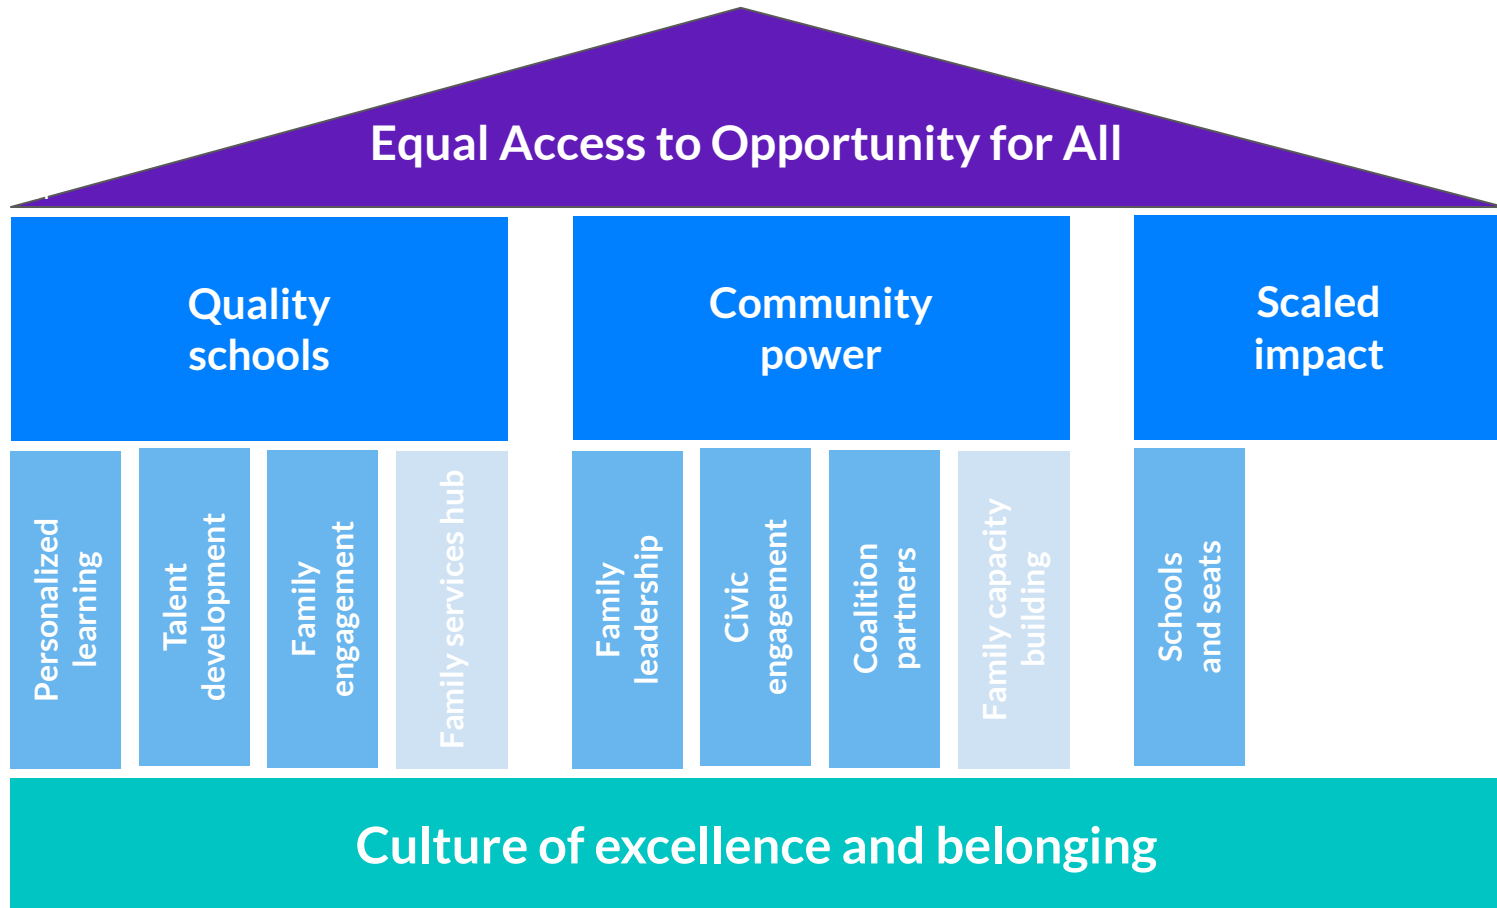 Equal Access to Opportunity for All
Quality
schools
Community
power
Scaled
impact
Personalized
learning
Talent
development
Family
engagement
Family services hub
Family
leadership
Civic
engagement
Coalition
partners
Family capacity
building
Schools
and seats
Culture of excellence and belonging